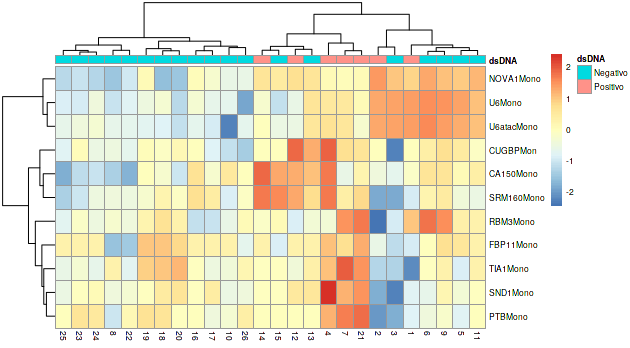 dsDNA
dsDNA
Negativo
Positivo
2
1
0
-1
-2
NOVA1Mono
U6Mono
U6atacMono
CUGBPMono
CA150Mono
SRM160Mono
RBM3Mono
FBP11Mono
TIA1Mono
SND1Mono
PTBMono
25 23 24 8 22 19 18 20 16 17 10 26 14 15 12 13 4 7 21 2 3 1 6 9 5 11